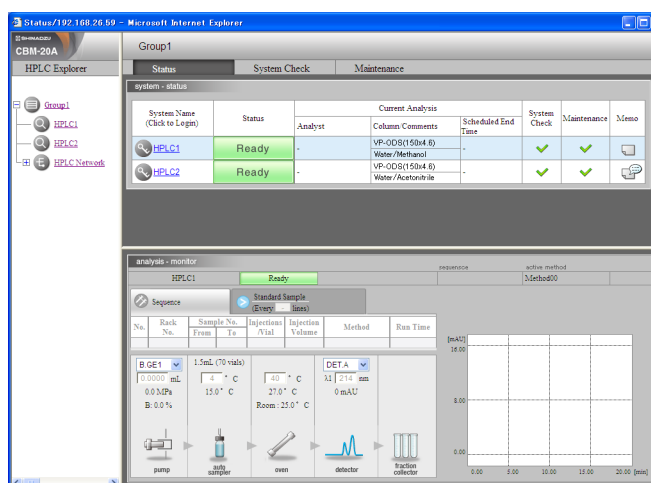 Status/192.168.26.59 - Microsoft Internet Explorer
SHIMADZU
CBM-20A
HPLC Explorer
Group1
HPLC1
HPLC2
HPLC Network
Group1
Status System Check Maintenance
system - status
System Name
(Click to Login)
Status
Current Analysis
Analyst
Column/Comments
Scheduled End
Time
System
Check
Maintenance
Memo
HPLC1 Ready - VP-ODS(150x4.6) -
Water/Methanol
HPLC2 Ready - VP-ODS(150x4.6) -
Water/Acetonitrile
analysis - monitor
sequence active method
HPLC1 Ready Method00
Sequence
Standard Sample
(Every lines)
No.
Rack
No.
Sample No.
From To
Injections
/Vial
Injection
Volume
Method
Run Time
B.GE1
0.0000 mL
0.0 MPa
B: 0.0 %
1.5mL (70 vials)
4 ° C
15.0° C
40 ° C
27.0° C
Room : 25.0° C
DET.A
λ1 214 nm
0 mAU
pump
auto
sampler
oven
detector
fraction
collector
[mAU]
16.00
8.00
0.00
0.00 5.00 10.00 15.00 20.00 [min]